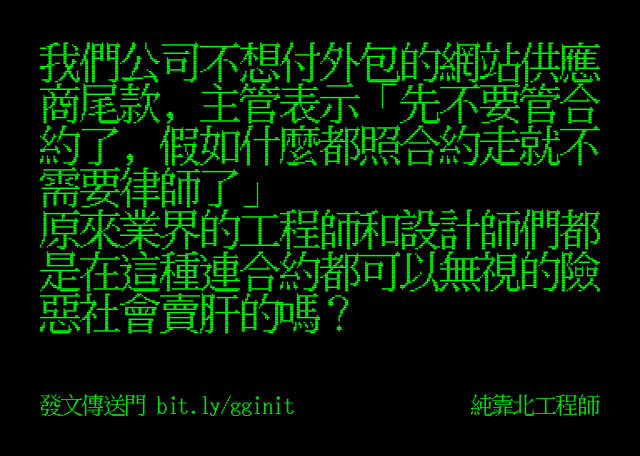 我們公司不想付外包的網站供應
商尾款，主管表示「先不要管合
約了，假如什麼都照合約走就不
需要律師了」
原來業界的工程師和設計師們都
是在這種連合約都可以無視的險
惡社會賣肝的嗎？
發文傳送門 bit.ly/gginit
純靠北工程師